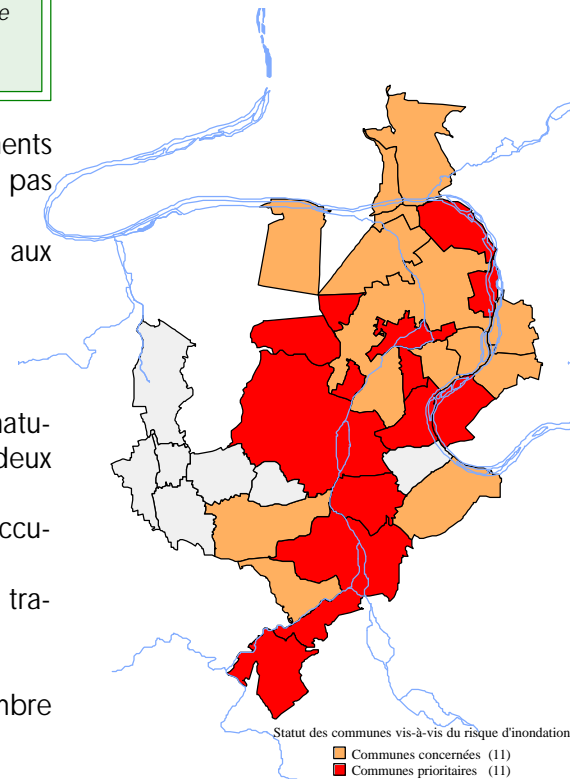 e
ments
pas
aux
natu-
deux
ccu-
tra-
mbre
Statut des communes vis-à-vis du risque d'inondation
Communes concernées (11)
Communes prioritaires (11)